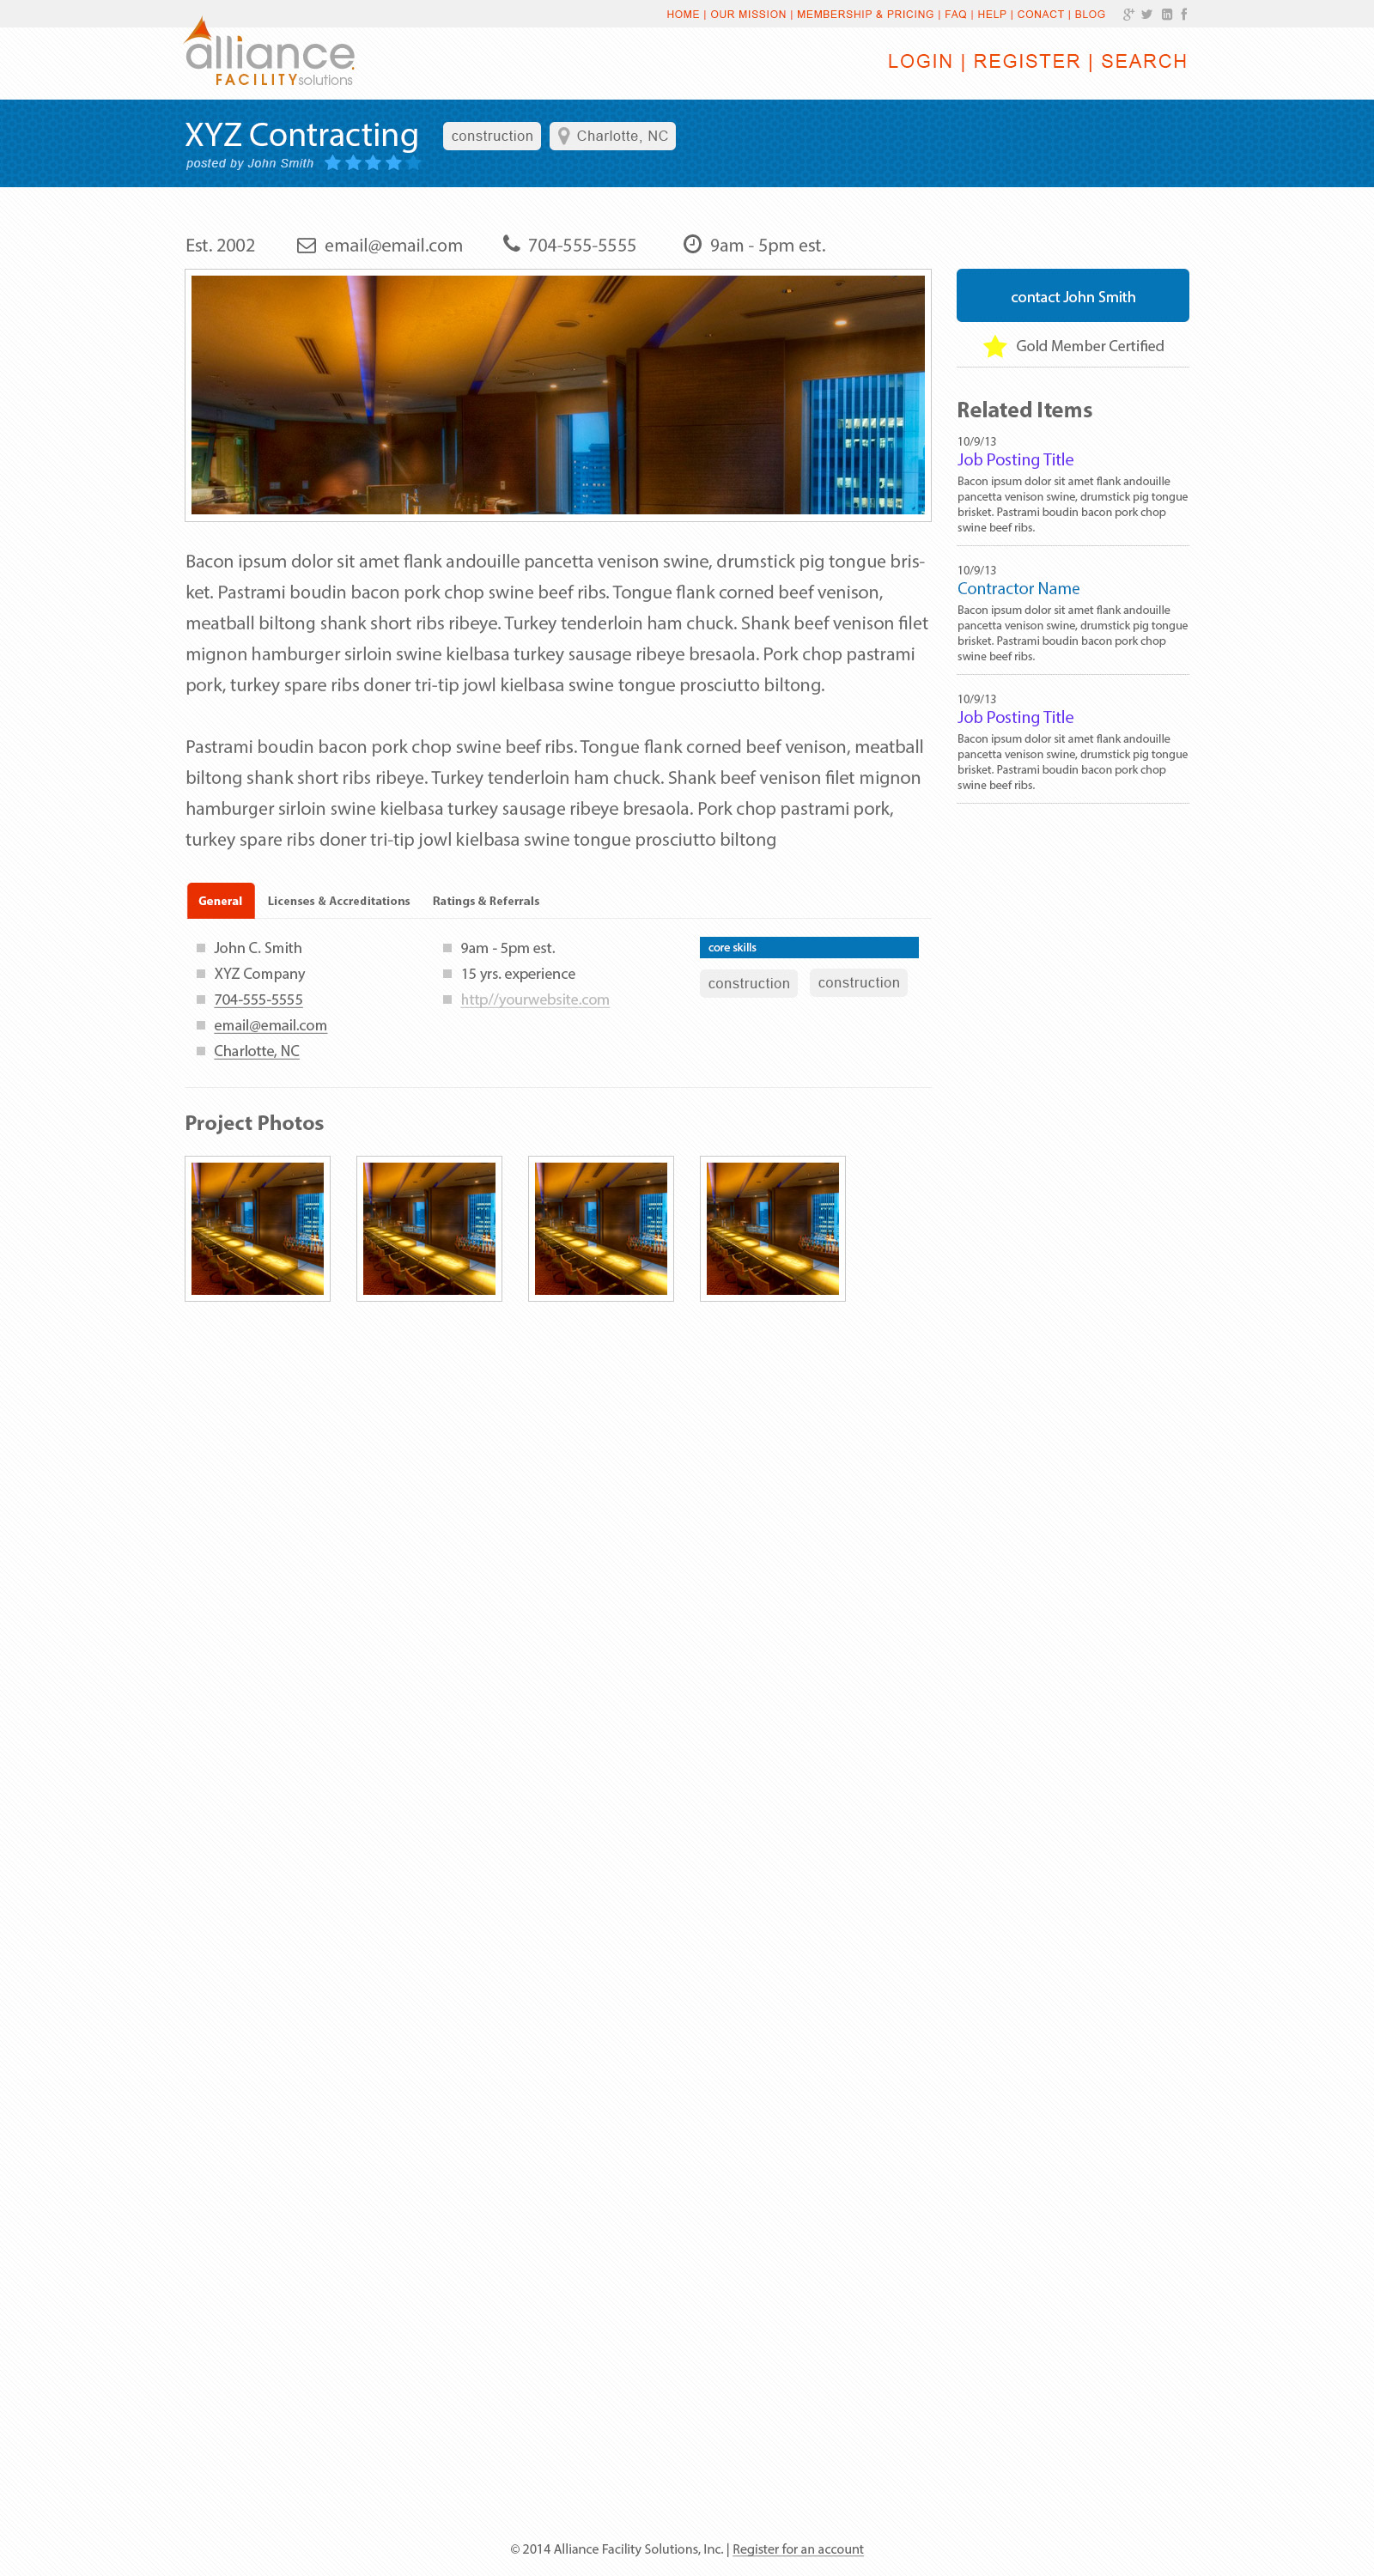 HOME | OUR MISSION | MEMBERSHIP & PRICING | FAQ | HELP | CONACT | BLOG
alliance
FACILITYsolutions
LOGIN | REGISTER | SEARCH
XYZ Contracting
construction
Charlotte, NC
posted by John Smith
Est. 2002
email@email.com
704-555-5555
9am - 5pm est.
contact John Smith
Gold Member Certified
Related Items
10/9/13
Job Posting Title
Bacon ipsum dolor sit amet flank andouille
pancetta venison swine, drumstick pig tongue
brisket. Pastrami boudin bacon pork chop
swine beef ribs.
10/9/13
Contractor Name
Bacon ipsum dolor sit amet flank andouille
pancetta venison swine, drumstick pig tongue
brisket. Pastrami boudin bacon pork chop
swine beef ribs.
10/9/13
Job Posting Title
Bacon ipsum dolor sit amet flank andouille
pancetta venison swine, drumstick pig tongue
brisket. Pastrami boudin bacon pork chop
swine beef ribs.
Bacon ipsum dolor sit amet flank andouille pancetta venison swine, drumstick pig tongue bris-
ket. Pastrami boudin bacon pork chop swine beef ribs. Tongue flank corned beef venison,
meatball biltong shank short ribs ribeye. Turkey tenderloin ham chuck. Shank beef venison filet
mignon hamburger sirloin swine kielbasa turkey sausage ribeye bresaola. Pork chop pastrami
pork, turkey spare ribs doner tri-tip jowl kielbasa swine tongue prosciutto biltong.
Pastrami boudin bacon pork chop swine beef ribs. Tongue flank corned beef venison, meatball
biltong shank short ribs ribeye. Turkey tenderloin ham chuck. Shank beef venison filet mignon
hamburger sirloin swine kielbasa turkey sausage ribeye bresaola. Pork chop pastrami pork,
turkey spare ribs doner tri-tip jowl kielbasa swine tongue prosciutto biltong
General
Licenses & Accreditations
Ratings & Referrals
John C. Smith
XYZ Company
704-555-5555
email@email.com
Charlotte, NC
9am - 5pm est.
15 yrs. experience
http//yourwebsite.com
core skills
construction
construction
Project Photos
© 2014 Alliance Facility Solutions, Inc. | Register for an account